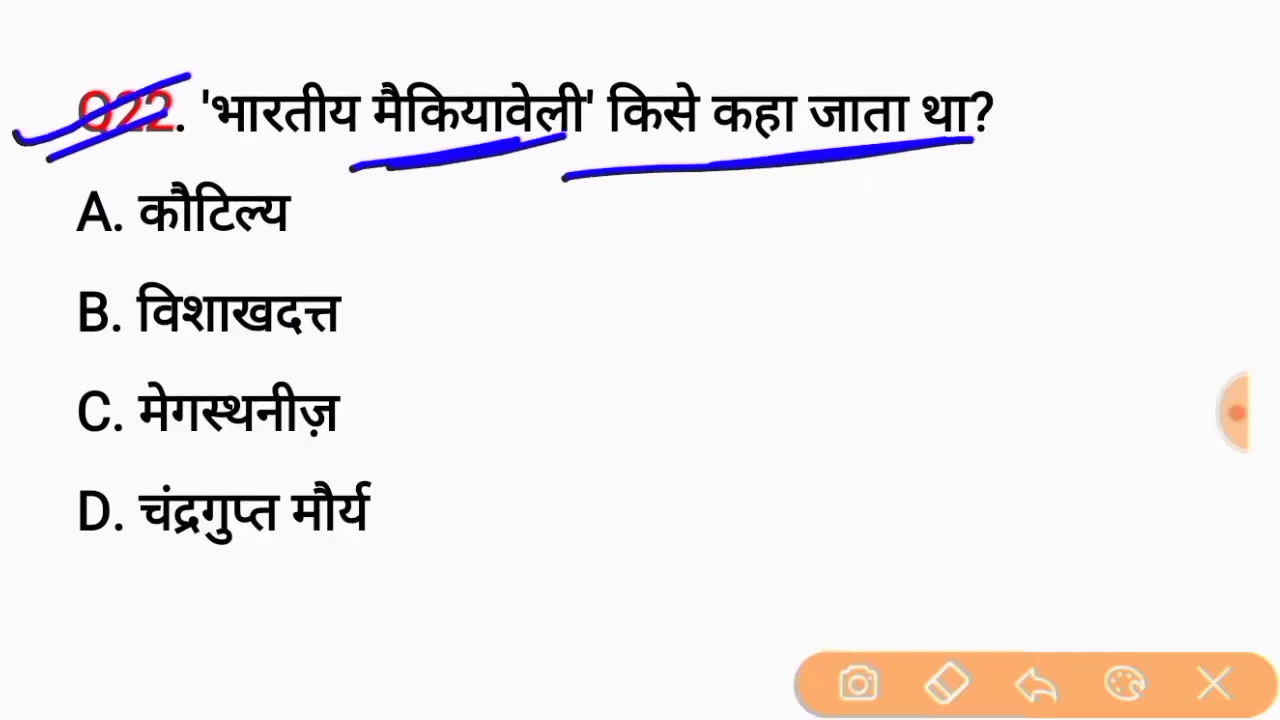 Q22. 'भारतीय मैकियावेली' किसे कहा जाता था?
A. कौटिल्य
B. विशाखदत्त
C. मेगस्थनीज़
D. चंद्रगुप्त मौर्य